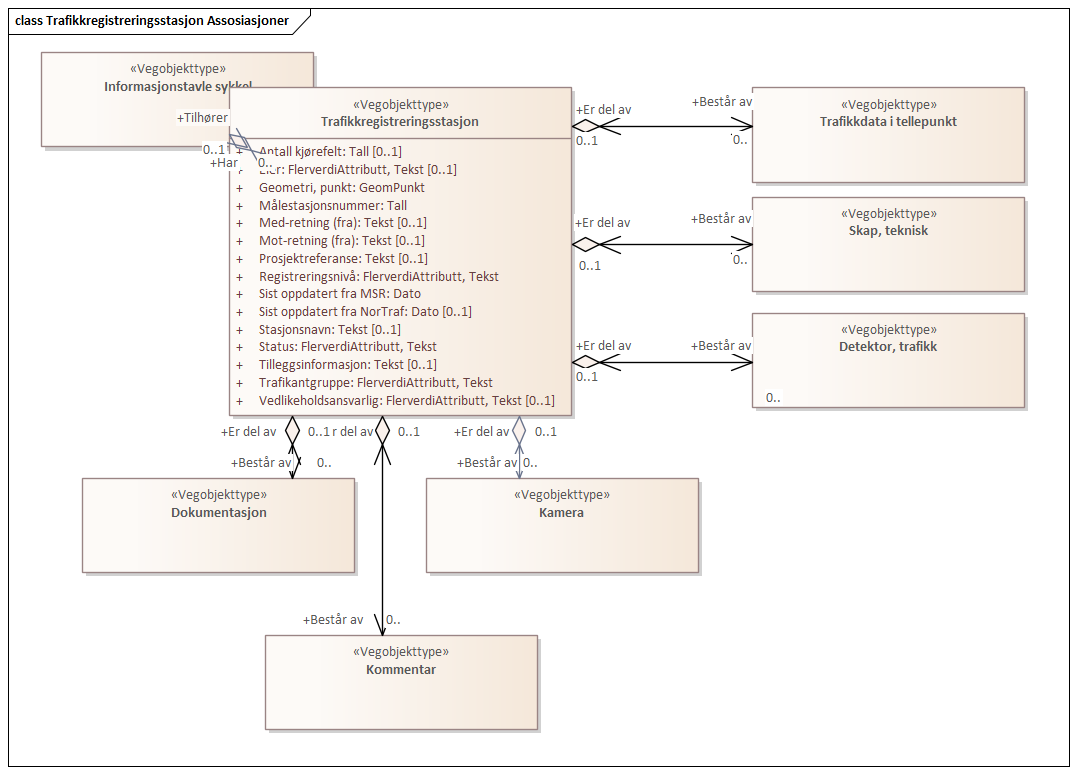 class Trafikkregistreringsstasjon Assosiasjoner
«Vegobjekttype»
Informasjonstavle sykkel
«Vegobjekttype»
Trafikkregistreringsstasjon
+Tilhører
0..1
+Har
0..
+ Antall kjørefelt: Tall [0..1]
FlerverdiAttributt, Tekst [0..1]
+ Geometri, punkt: GeomPunkt
+ Målestasjonsnummer: Tall
+ Med-retning (fra): Tekst [0..1]
+ Mot-retning (fra): Tekst [0..1]
+ Prosjektreferanse: Tekst [0..1]
+ Registreringsnivå: FlerverdiAttributt, Tekst
+ Sist oppdatert fra MSR: Dato
+ Sist oppdatert fra NorTraf: Dato [0..1]
+ Stasjonsnavn: Tekst [0..1]
+ Status: FlerverdiAttributt, Tekst
+ Tilleggsinformasjon: Tekst [0..1]
+ Trafikantgruppe: FlerverdiAttributt, Tekst
+ Vedlikeholdsansvarlig: FlerverdiAttributt, Tekst [0..1]
+Er del av
0..1
+Består av
0..
«Vegobjekttype»
Trafikkdata i tellepunkt
+Er del av
0..1
+Består av
0..
«Vegobjekttype»
Skap, teknisk
+Er del av
0..1
+Består av
«Vegobjekttype»
Detektor, trafikk
0..
+Er del av
0..1
r del av
0..1
+Er del av
0..1
+Består av
0..
+Består av
0..
«Vegobjekttype»
Dokumentasjon
«Vegobjekttype»
Kamera
+Består av
0..
«Vegobjekttype»
Kommentar